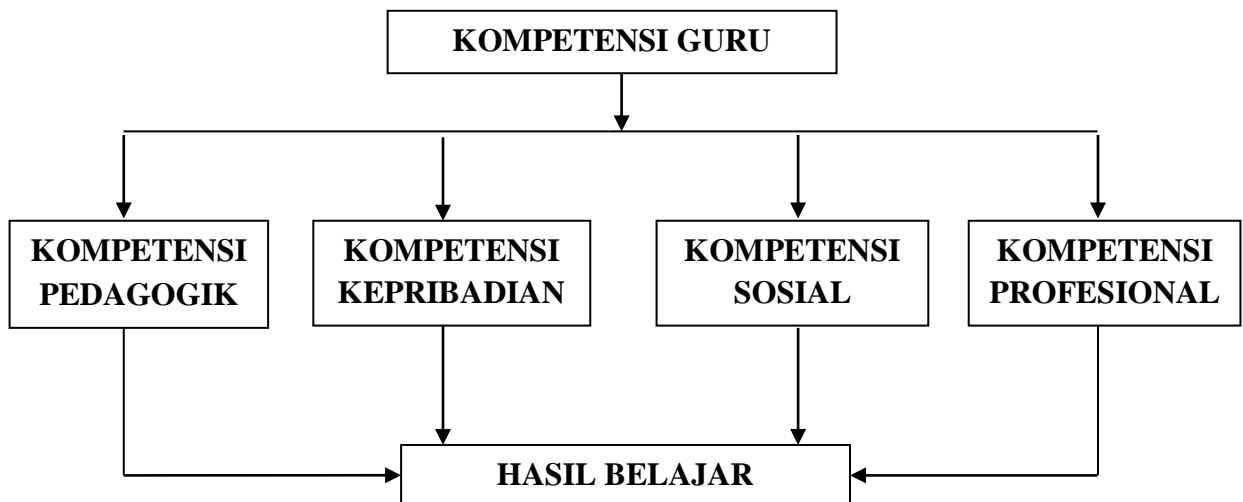 KOMPETENSI GURU
KOMPETENSI
PEDAGOGIK
KOMPETENSI
KEPRIBADIAN
KOMPETENSI
SOSIAL
KOMPETENSI
PROFESIONAL
HASIL BELAJAR